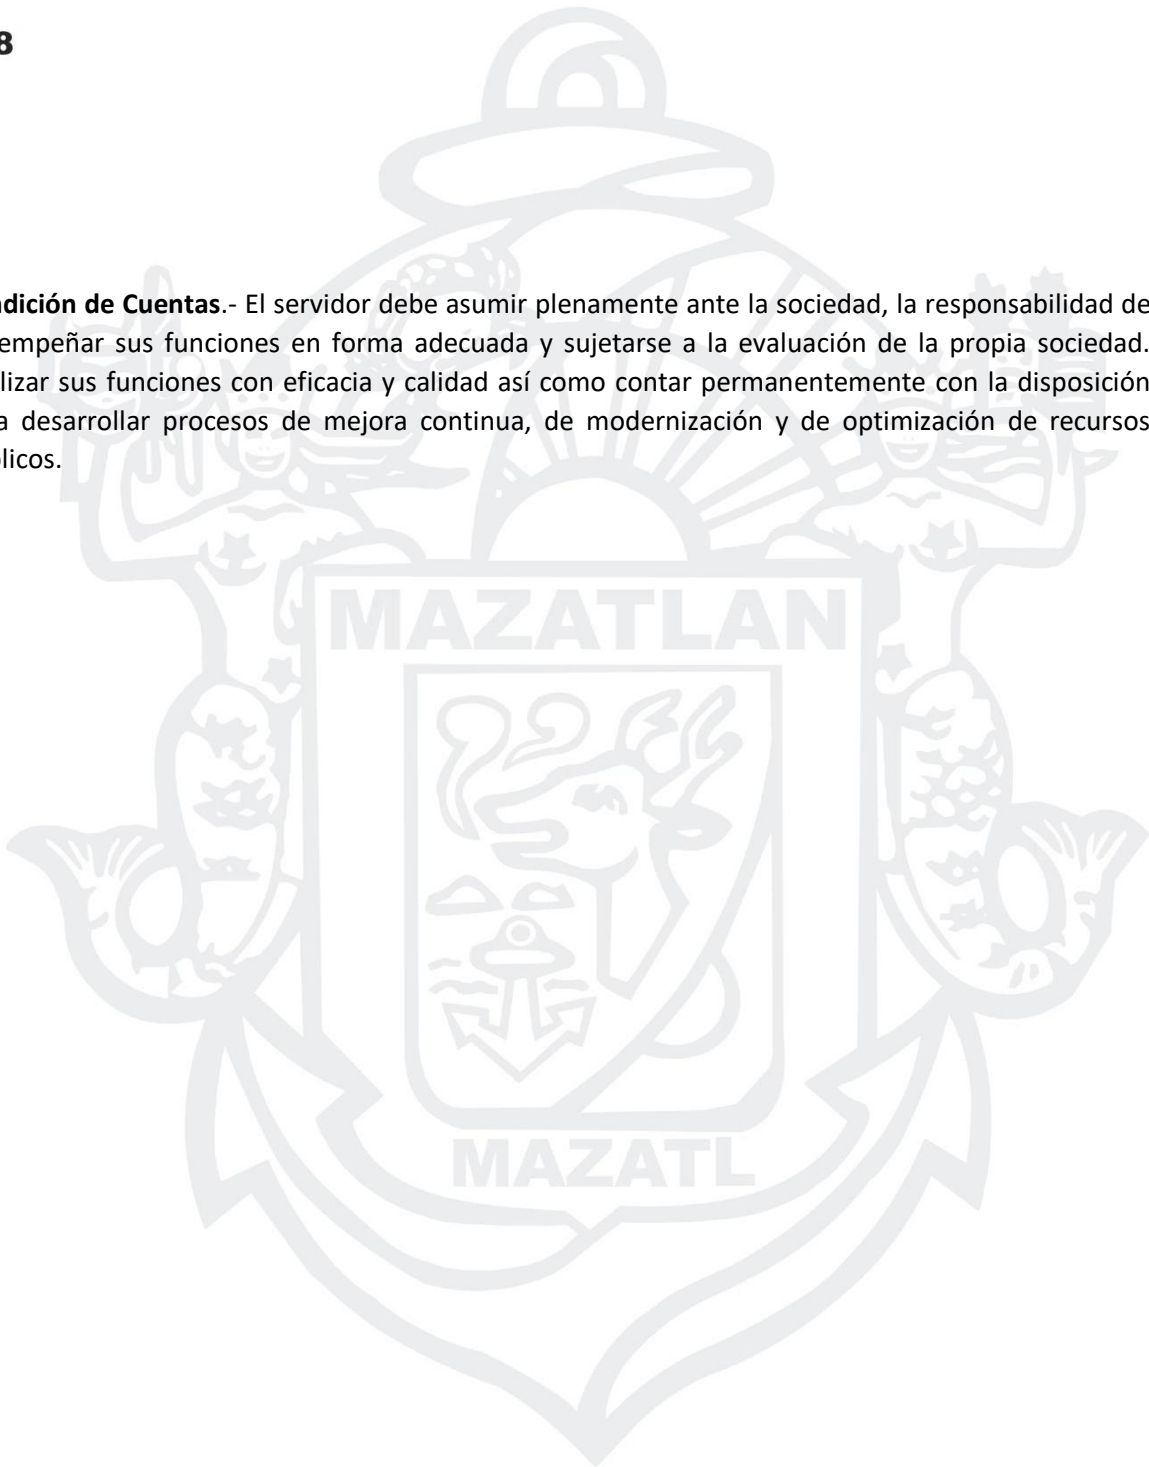 8
dición de Cuentas.- El servidor debe asumir plenamente ante la sociedad, la responsabilidad de
empeñar sus funciones en forma adecuada y sujetarse a la evaluación de la propia sociedad.
lizar sus funciones con eficacia y calidad así como contar permanentemente con la disposición
a desarrollar procesos de mejora continua, de modernización y de optimización de recursos
licos.
MAZATLAN
MAZATL